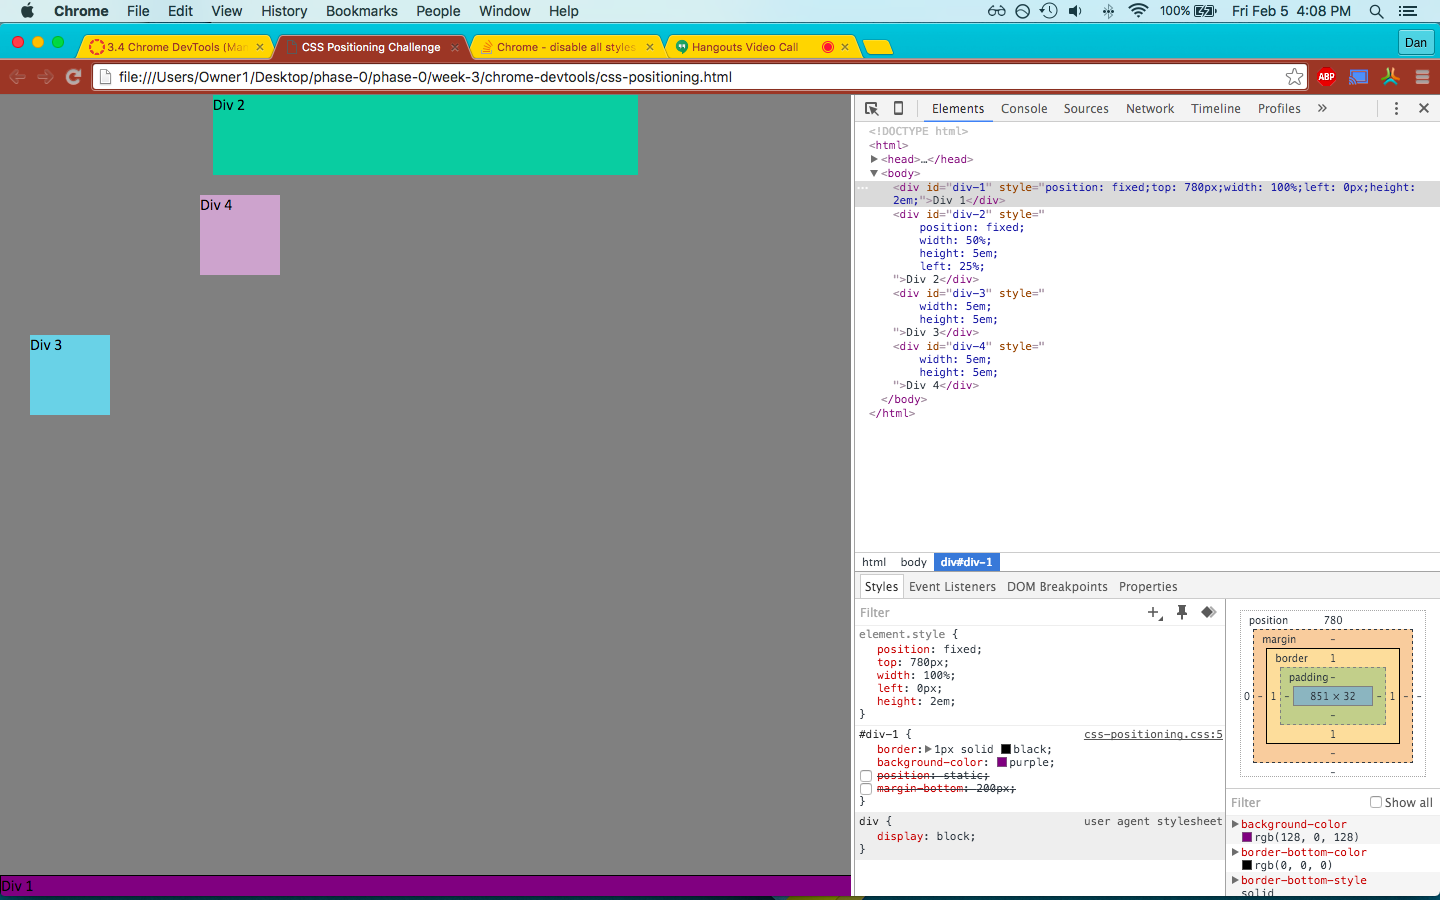 Chrome File Edit View History Bookmarks People Window Help 100% Fri Feb 5 4:08 PM
3.4 Chrome DevTools (Man CSS Positioning Challenge Chrome - disable all styles Hangouts Video Call Dan
file:///Users/Owner1/Desktop/phase-0/phase-0/week-3/chrome-devtools/css-positioning.html ABP
Div 2
Div 4
Div 3
Div 1
Elements Console Sources Network Timeline Profiles »
<!DOCTYPE html>
<html>
<head>…</head>
<body>
<div id="div-1" style="position: fixed;top: 780px;width: 100%;left: 0px;height:
2em;">Div 1</div>
<div id="div-2" style="
position: fixed;
width: 50%;
height: 5em;
left: 25%;
">Div 2</div>
<div id="div-3" style="
width: 5em;
height: 5em;
">Div 3</div>
<div id="div-4" style="
width: 5em;
height: 5em;
">Div 4</div>
</body>
</html>
html body div#div-1
Styles Event Listeners DOM Breakpoints Properties
Filter
element.style {
position: fixed;
top: 780px;
width: 100%;
left: 0px;
height: 2em;
}
#div-1 { css-positioning.css:5
border: 1px solid black;
background-color: purple;
position: static;
margin-bottom: 200px;
}
div { user agent stylesheet
display: block;
}
position 780
margin -
border 1
padding -
0 - 1 - 851 × 32 - 1 - -
-
1
-
-
Filter Show all
background-color
rgb(128, 0, 128)
border-bottom-color
rgb(0, 0, 0)
border-bottom-style
solid